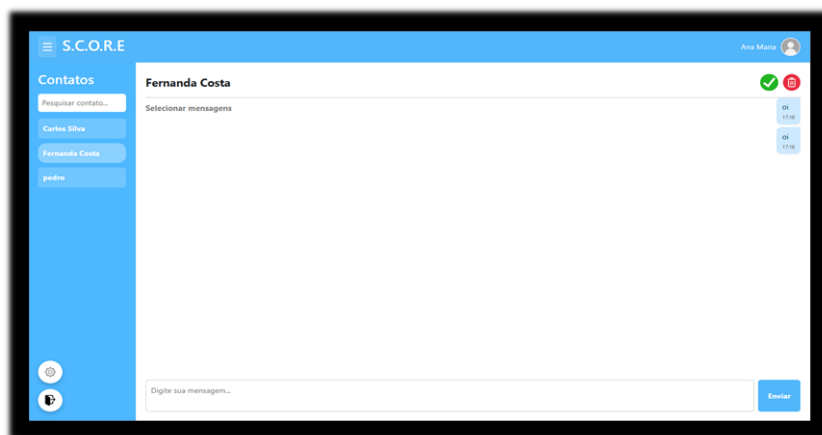 S.C.O.R.E
Ana Maria
Contatos
Pesquisar contato...
Carlos Silva
Fernanda Costa
pedro
Fernanda Costa
Selecionar mensagens
oi
17:16
oi
17:16
Digite sua mensagem...
Enviar